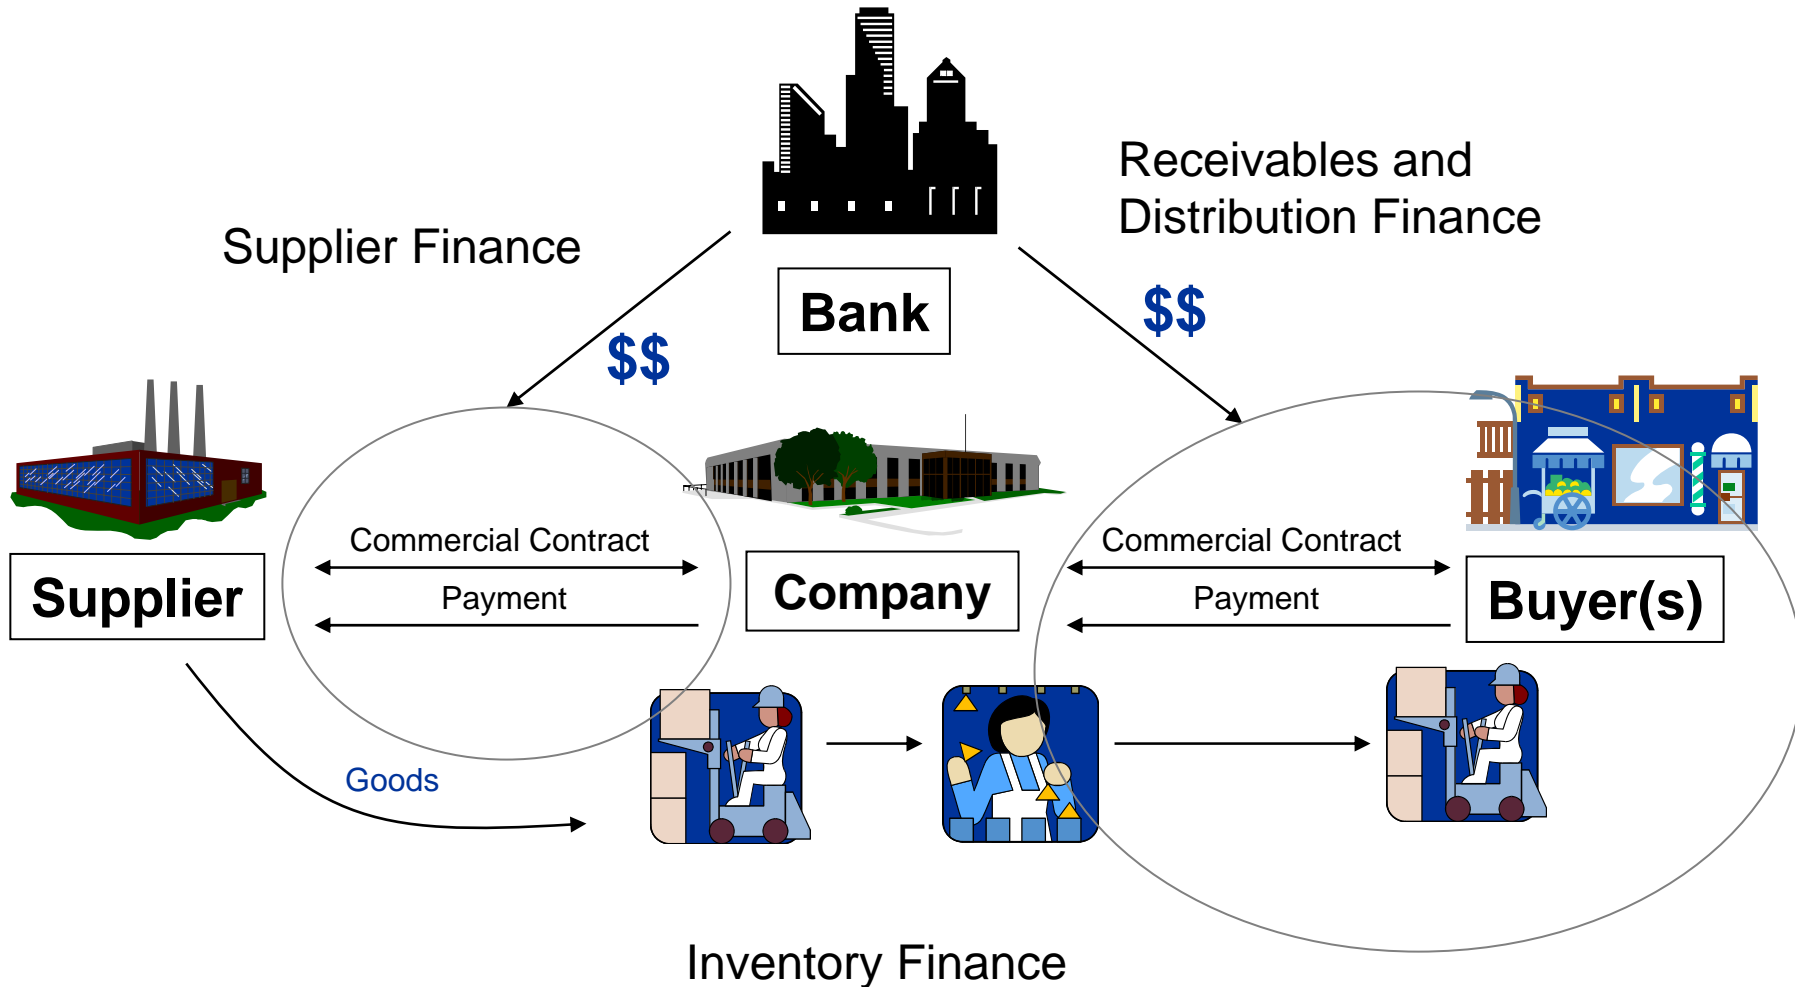 Receivables and
Distribution Finance
Supplier Finance
Bank
$$
$$
Commercial Contract
Payment
Commercial Contract
Payment
Supplier
Company
Buyer(s)
Goods
Inventory Finance